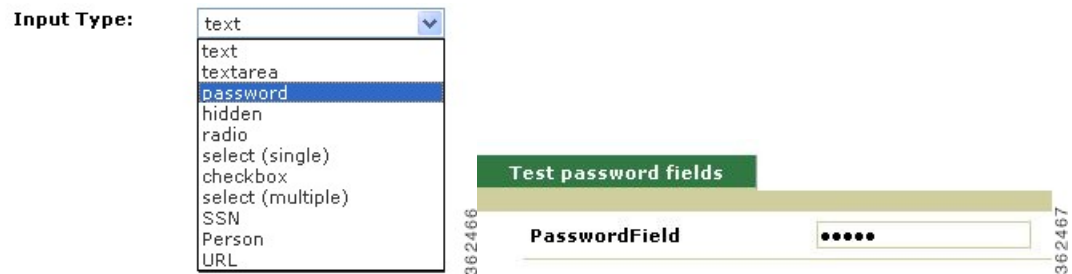 Input Type:
text
text
textarea
password
hidden
radio
select (single)
checkbox
select (multiple)
SSN
Person
URL
362466
Test password fields
PasswordField
•••••
362467